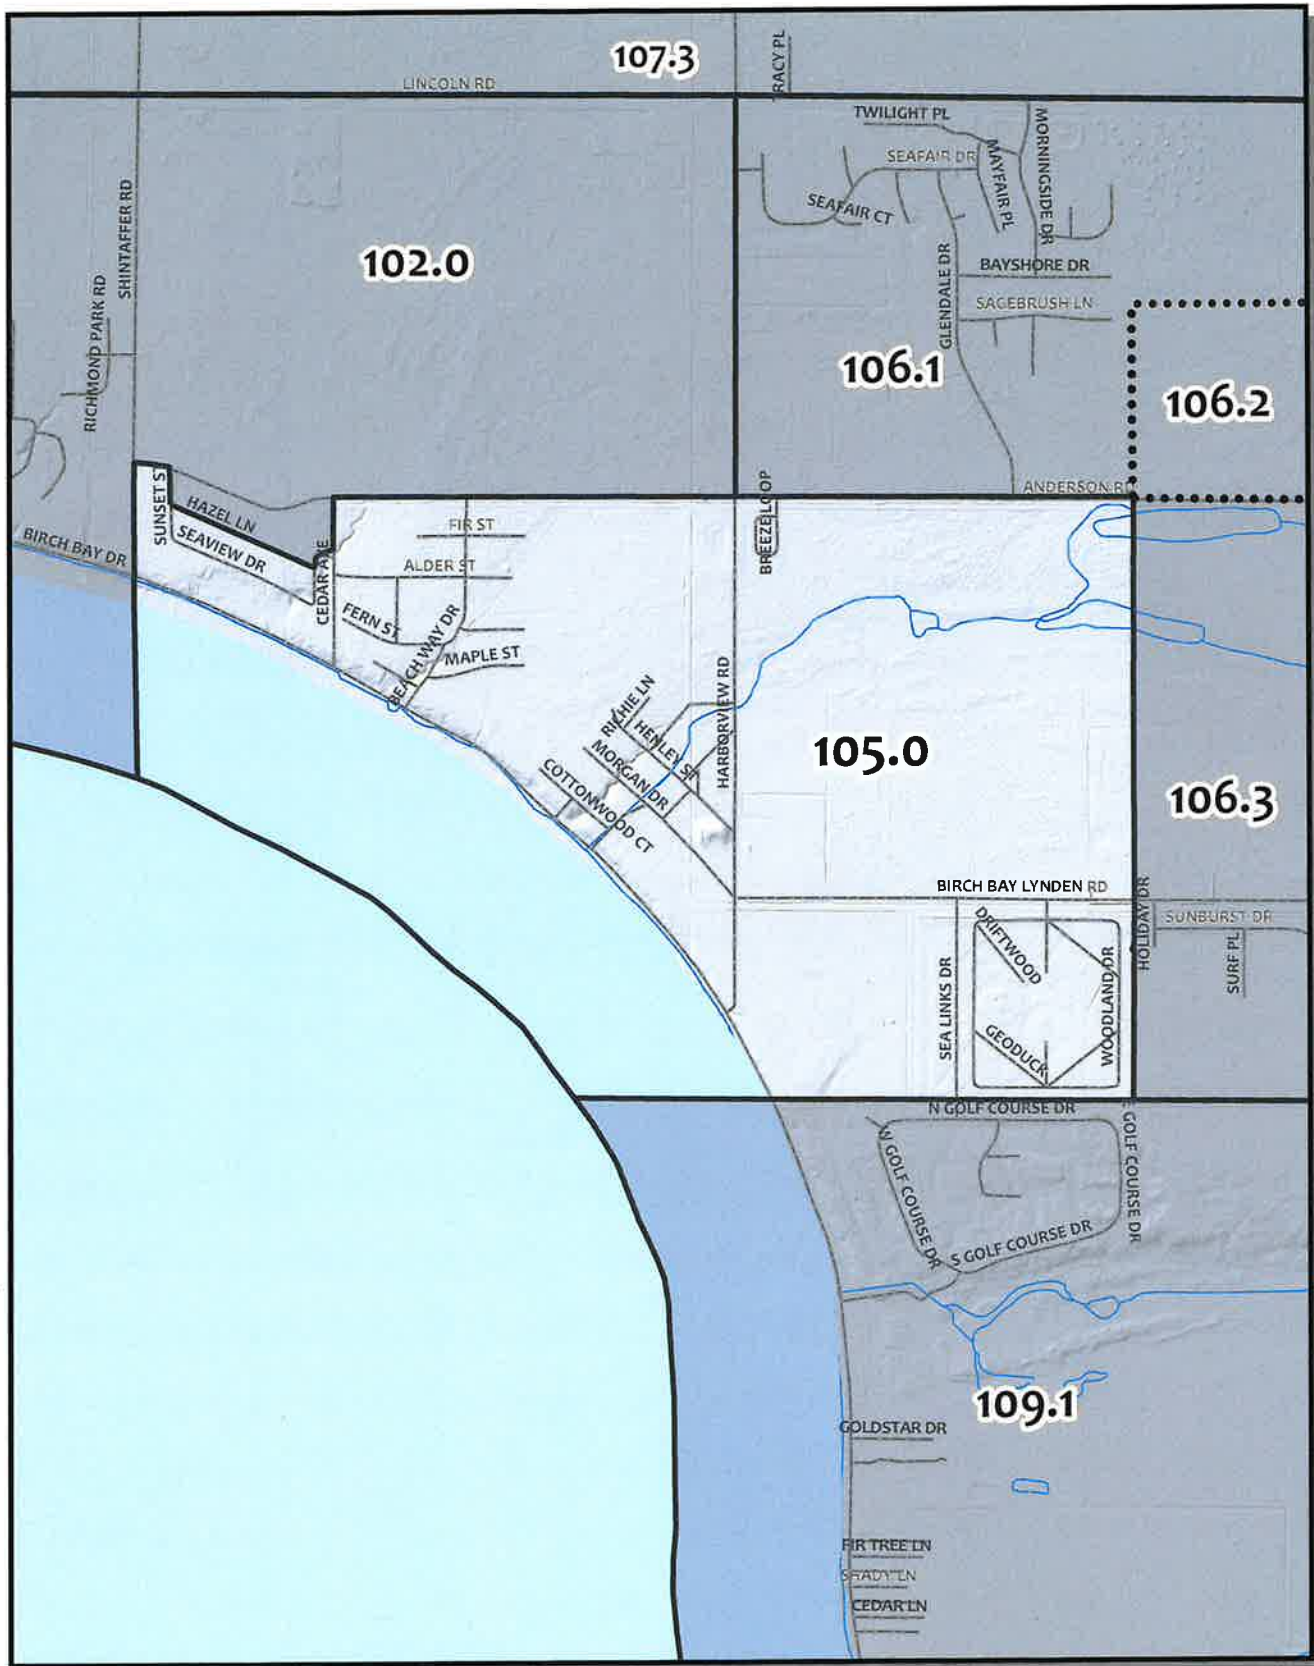 107.3
TRACY PL
LINCOLN RD
TWILIGHT PL
MORNINGSIDE DR
SEAFAIR DR
MAYFAIR PL
SEAFAIR CT
SHINTAFFER RD
102.0
GLENDALE DR
BAYSHORE DR
SAGEBRUSH LN
RICHMOND PARK RD
106.1
106.2
ANDERSON RD
SUNSET ST
HAZEL LN
SEAVIEW DR
BIRCH BAY DR
CEDAR AVE
FIR ST
ALDER ST
FERN ST
BEACH WAY DR
MAPLE ST
BREEZE LOOP
HARBORVIEW RD
RICHIE LN
HENLEY ST
MORGAN DR
COTTONWOOD CT
105.0
106.3
BIRCH BAY LYNDEN RD
HOLIDAY DR
SUNBURST DR
SURF PL
DRIFTWOOD
WOODLAND DR
SEA LINKS DR
GEODUCK
N GOLF COURSE DR
W GOLF COURSE DR
E GOLF COURSE DR
S GOLF COURSE DR
109.1
GOLDSTAR DR
FIR TREE LN
SHADY LN
CEDAR LN